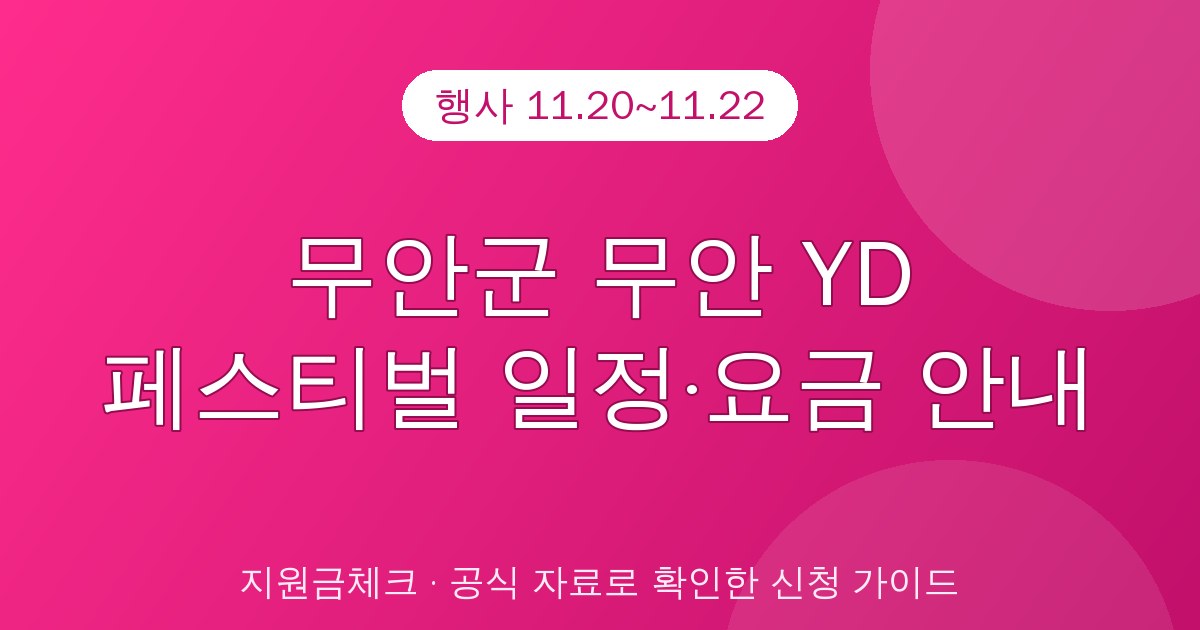 행사 11.20~11.22
무안군 무안 YD
페스티벌 일정·요금 안내
지원금체크 · 공식 자료로 확인한 신청 가이드